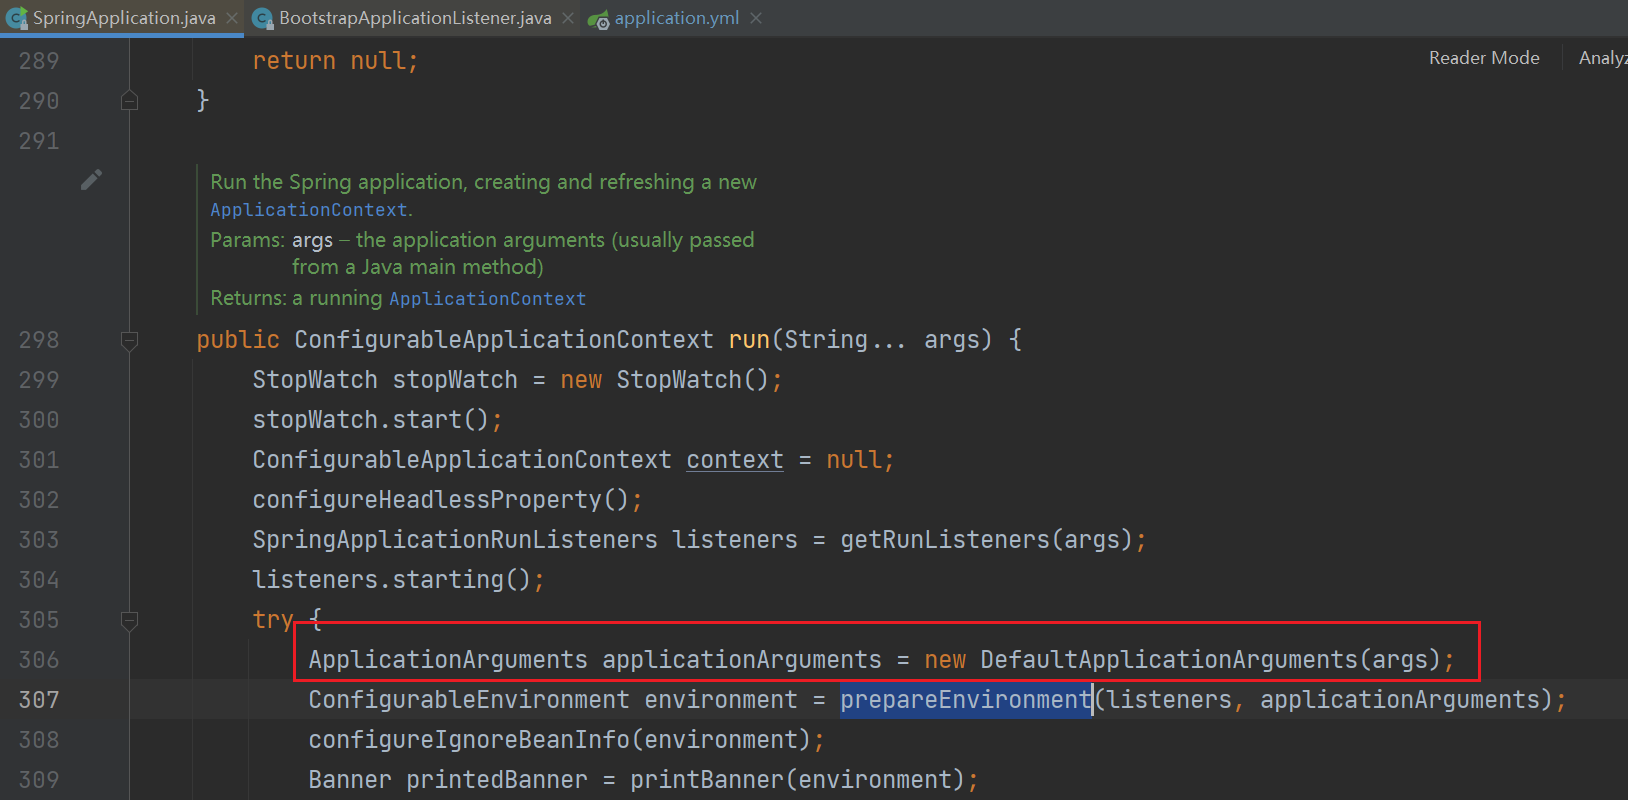 SpringApplication.java BootstrapApplicationListener.java application.yml
289 return null;
Reader Mode Analyz
290 }
291
Run the Spring application, creating and refreshing a new
ApplicationContext.
Params: args – the application arguments (usually passed
from a Java main method)
Returns: a running ApplicationContext
298 public ConfigurableApplicationContext run(String... args) {
299 StopWatch stopWatch = new StopWatch();
300 stopWatch.start();
301 ConfigurableApplicationContext context = null;
302 configureHeadlessProperty();
303 SpringApplicationRunListeners listeners = getRunListeners(args);
304 listeners.starting();
305 try {
306 ApplicationArguments applicationArguments = new DefaultApplicationArguments(args);
307 ConfigurableEnvironment environment = prepareEnvironment(listeners, applicationArguments);
308 configureIgnoreBeanInfo(environment);
309 Banner printedBanner = printBanner(environment);